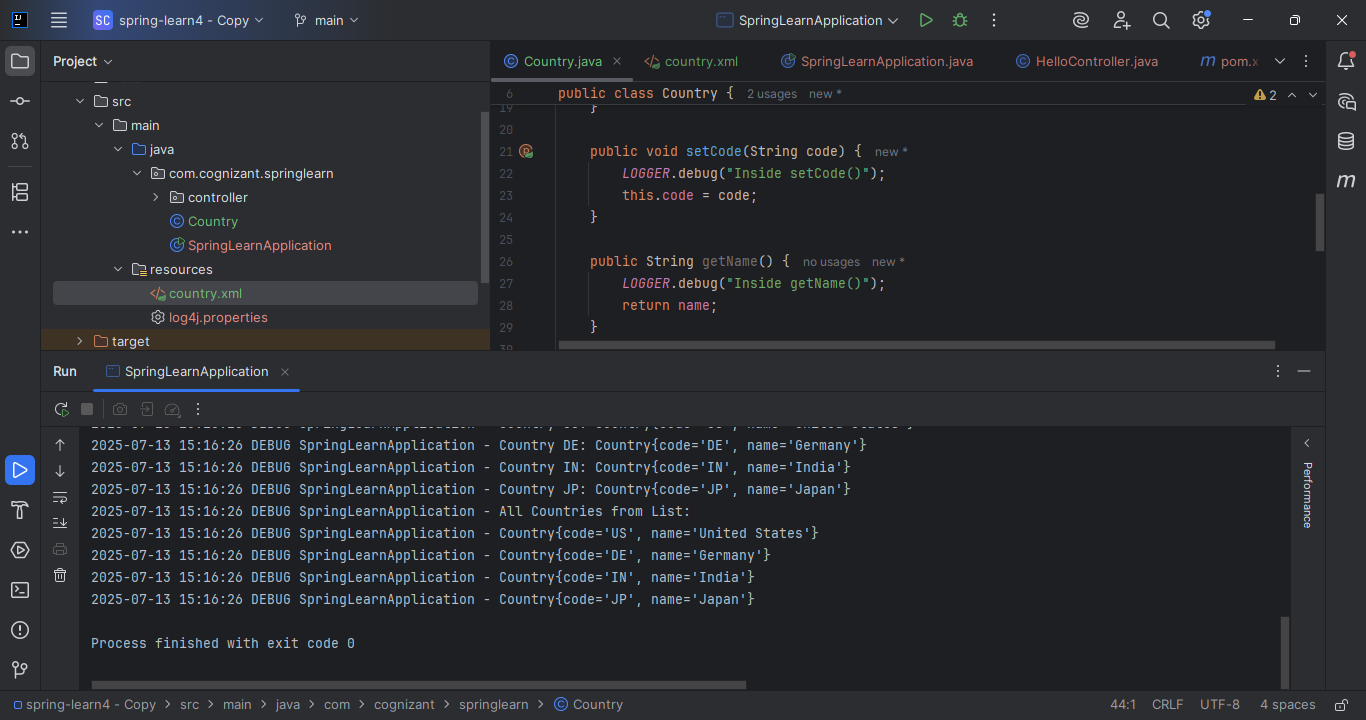 SC spring-learn4 - Copy main SpringLearnApplication
Project
src
main
java
com.cognizant.springlearn
controller
Country
SpringLearnApplication
resources
country.xml
log4j.properties
target
Country.java country.xml SpringLearnApplication.java HelloController.java pom.x
6 public class Country { 2 usages new * 2
19 }
20
21 public void setCode(String code) { new *
22 LOGGER.debug("Inside setCode()");
23 this.code = code;
24 }
25
26 public String getName() { no usages new *
27 LOGGER.debug("Inside getName()");
28 return name;
29 }
30
Run SpringLearnApplication
2025-07-13 15:16:26 DEBUG SpringLearnApplication - Country DE: Country{code='DE', name='Germany'}
2025-07-13 15:16:26 DEBUG SpringLearnApplication - Country IN: Country{code='IN', name='India'}
2025-07-13 15:16:26 DEBUG SpringLearnApplication - Country JP: Country{code='JP', name='Japan'}
2025-07-13 15:16:26 DEBUG SpringLearnApplication - All Countries from List:
2025-07-13 15:16:26 DEBUG SpringLearnApplication - Country{code='US', name='United States'}
2025-07-13 15:16:26 DEBUG SpringLearnApplication - Country{code='DE', name='Germany'}
2025-07-13 15:16:26 DEBUG SpringLearnApplication - Country{code='IN', name='India'}
2025-07-13 15:16:26 DEBUG SpringLearnApplication - Country{code='JP', name='Japan'}
Process finished with exit code 0
Performance
spring-learn4 - Copy > src > main > java > com > cognizant > springlearn > Country 44:1 CRLF UTF-8 4 spaces